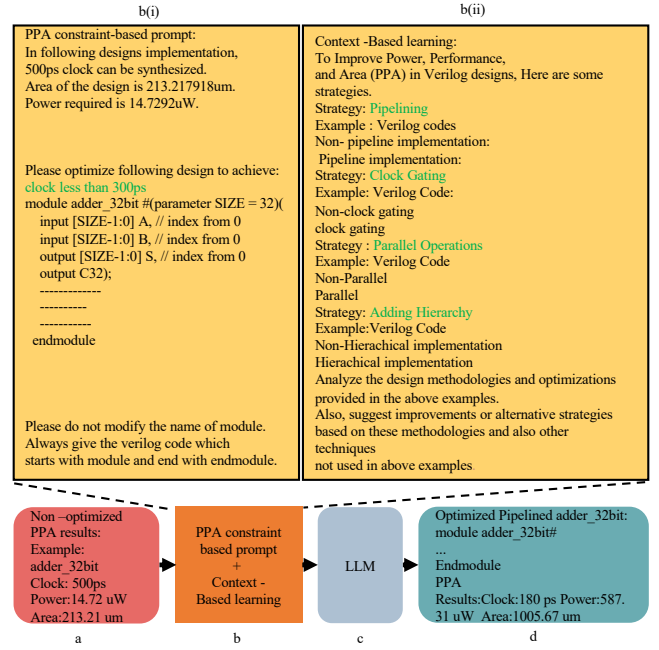 b(i)
PPA constraint-based prompt:
In following designs implementation,
500ps clock can be synthesized.
Area of the design is 213.217918um.
Power required is 14.7292uW.
Please optimize following design to achieve:
clock less than 300ps
module adder_32bit #(parameter SIZE = 32)(
input [SIZE-1:0] A, // index from 0
input [SIZE-1:0] B, // index from 0
output [SIZE-1:0] S, // index from 0
output C32);
-------------
----------
-----------
endmodule
Please do not modify the name of module.
Always give the verilog code which
starts with module and end with endmodule.
b(ii)
Context -Based learning:
To Improve Power, Performance,
and Area (PPA) in Verilog designs, Here are some
strategies.
Strategy: Pipelining
Example : Verilog codes
Non- pipeline implementation:
Pipeline implementation:
Strategy: Clock Gating
Example: Verilog Code:
Non-clock gating
clock gating
Strategy : Parallel Operations
Example: Verilog Code
Non-Parallel
Parallel
Strategy: Adding Hierarchy
Example:Verilog Code
Non-Hierachical implementation
Hierachical implementation
Analyze the design methodologies and optimizations
provided in the above examples.
Also, suggest improvements or alternative strategies
based on these methodologies and also other
techniques
not used in above examples.
Non –optimized
PPA results:
Example:
adder_32bit
Clock: 500ps
Power:14.72 uW
Area:213.21 um
a
PPA constraint
based prompt
+
Context -
Based learning
b
LLM
c
Optimized Pipelined adder_32bit:
module adder_32bit#
...
Endmodule
PPA
Results:Clock:180 ps Power:587.
31 uW Area:1005.67 um
d